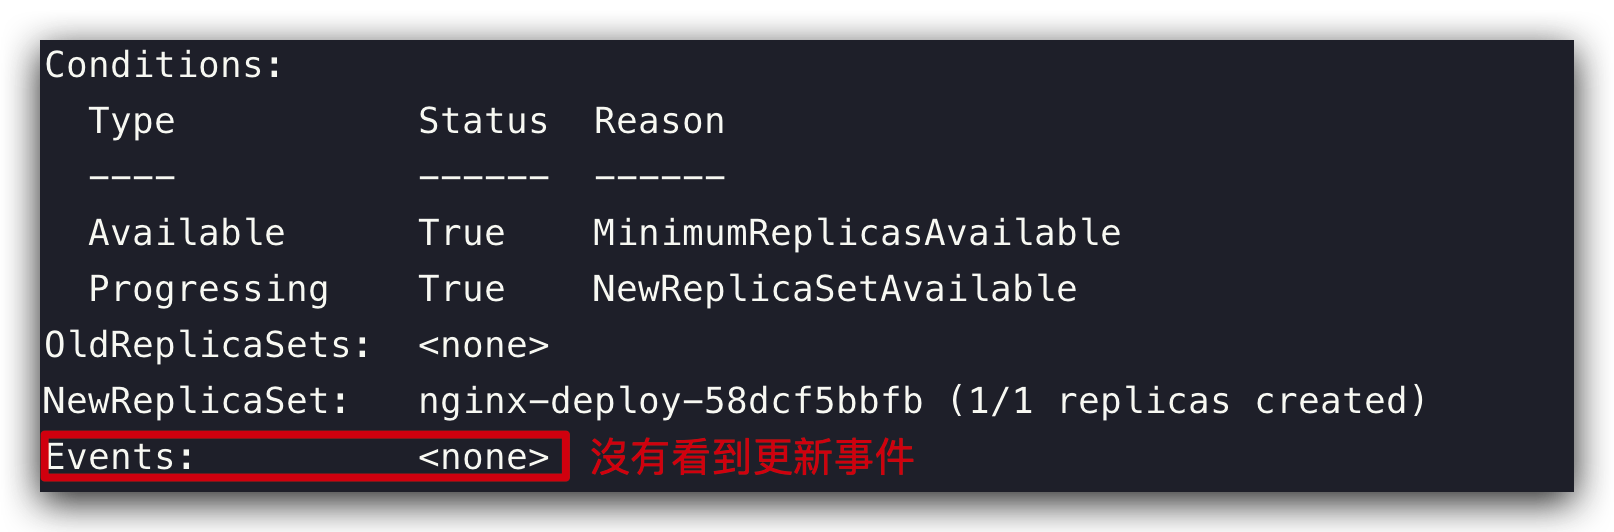 Conditions:
Type Status Reason
---- ------ ------
Available True MinimumReplicasAvailable
Progressing True NewReplicaSetAvailable
OldReplicaSets: <none>
NewReplicaSet: nginx-deploy-58dcf5bbfb (1/1 replicas created)
Events: <none> 沒有看到更新事件